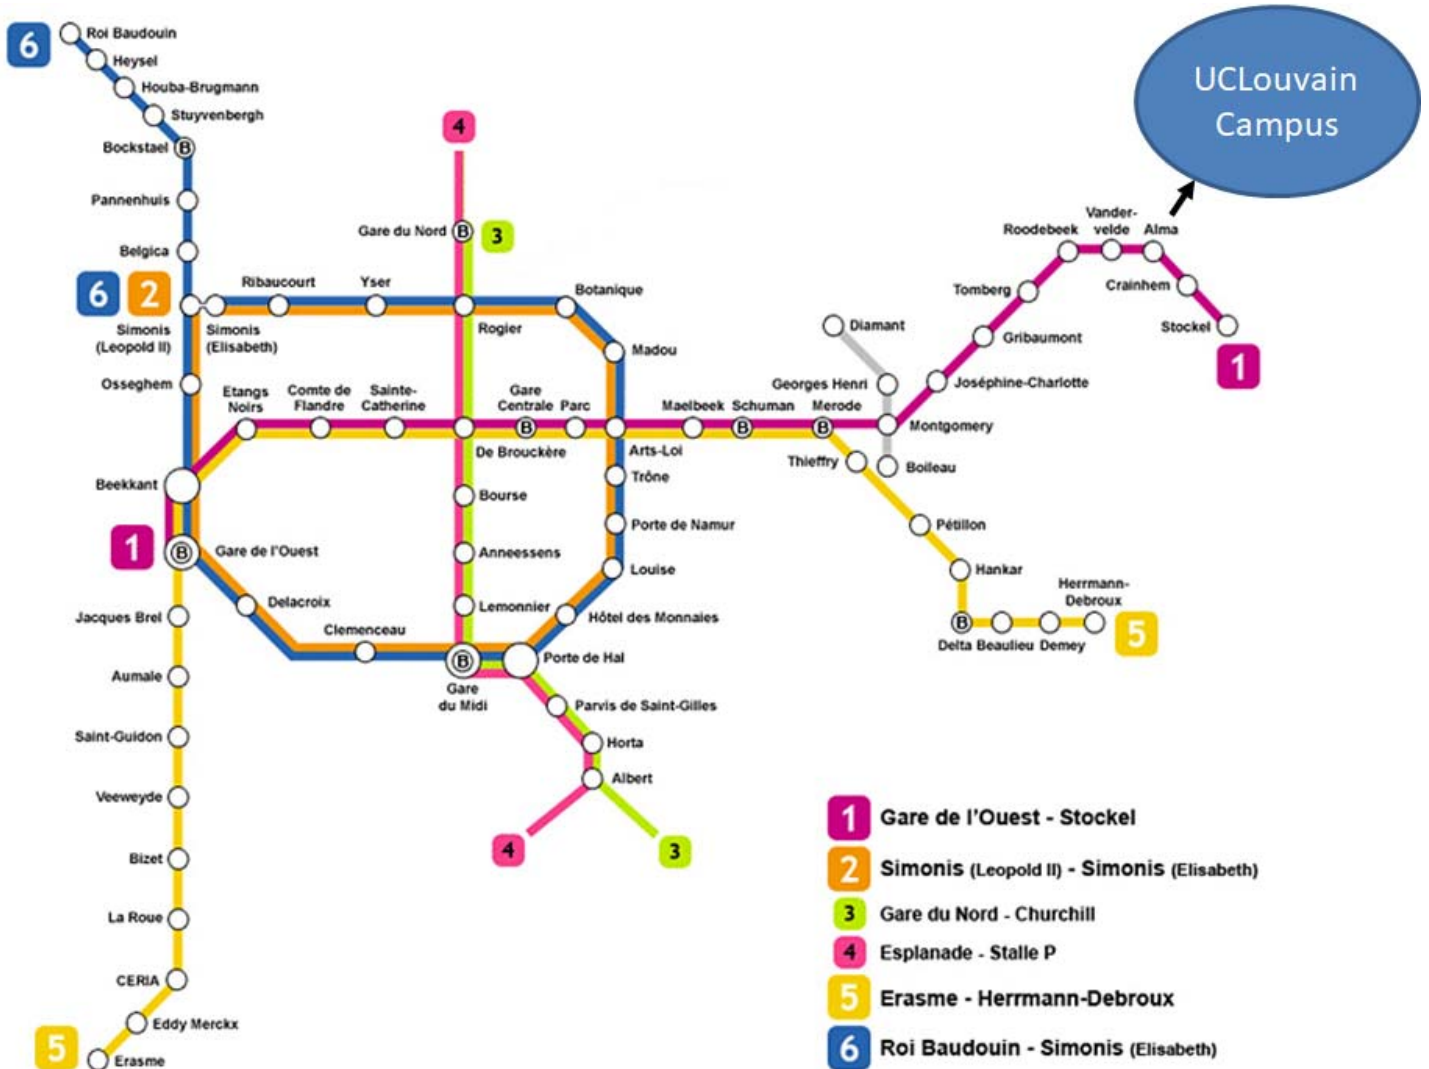 6
Roi Baudouin
Heysel
Houba-Brugmann
Stuyvenbergh
Bockstael
B
Pannenhuis
Belgica
6
2
Simonis
(Leopold II)
Simonis
(Elisabeth)
Ribaucourt
Yser
4
Gare du Nord
B
3
Rogier
Botanique
Madou
Osseghem
Etangs
Noirs
Comte de
Flandre
Sainte-
Catherine
De Brouckère
Gare
Centrale
B
Parc
Arts-Loi
Maelbeek
Schuman
B
Merode
B
Montgomery
Diamant
Georges Henri
Boileau
Joséphine-Charlotte
Gribaumont
Tomberg
Roodebeek
Vander-
velde
Alma
Crainhem
Stockel
1
UCLouvain
Campus
Beekkant
1
B
Gare de l'Ouest
Bourse
Anneessens
Lemonnier
Trône
Porte de Namur
Louise
Hôtel des Monnaies
Delacroix
Clemenceau
B
Gare
du Midi
Porte de Hal
Parvis de Saint-Gilles
Horta
Albert
4
3
Thieffry
Pétillon
Hankar
B
Delta
Beaulieu
Demey
Herrmann-
Debroux
5
Jacques Brel
Aumale
Saint-Guidon
Veeweyde
Bizet
La Roue
CERIA
Eddy Merckx
Erasme
5
1 Gare de l'Ouest - Stockel
2 Simonis (Leopold II) - Simonis (Elisabeth)
3 Gare du Nord - Churchill
4 Esplanade - Stalle P
5 Erasme - Herrmann-Debroux
6 Roi Baudouin - Simonis (Elisabeth)